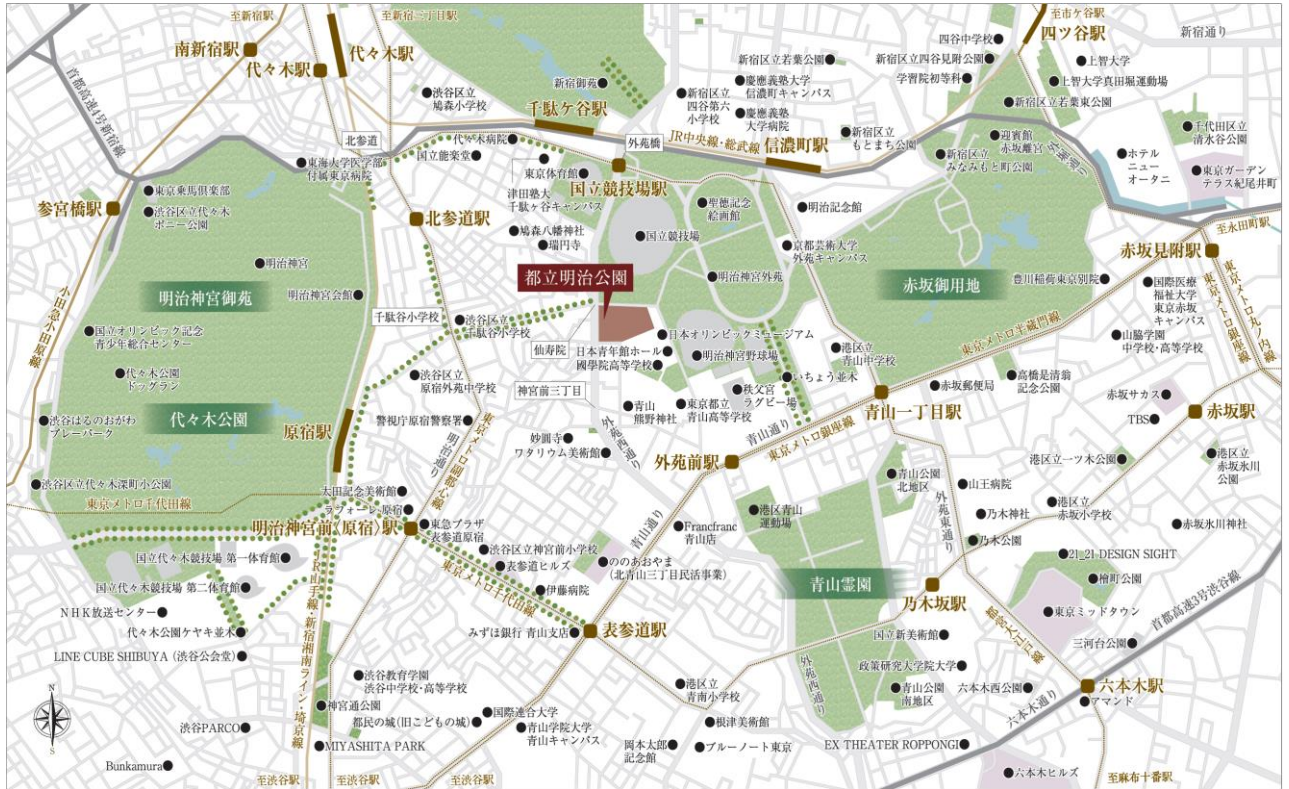 至新宿駅
至新宿三丁目駅
至市ケ谷駅
新宿通り
南新宿駅
代々木駅
代々木駅
四谷中学校
四ツ谷駅
新宿区立若葉公園
新宿区立四谷見附公園
上智大学
首都高速4号新宿線
新宿御苑
慶應義塾大学
信濃町キャンパス
学習院初等科
上智大学真田堀運動場
渋谷区立
鳩森小学校
新宿区立
四谷第六
小学校
慶應義塾
大学病院
新宿区立若葉東公園
千駄ケ谷駅
外苑橋
JR中央線・総武線
信濃町駅
新宿区立
もとまち公園
迎賓館
赤坂離宮
外堀通り
千代田区立
清水谷公園
北参道
代々木病院
国立能楽堂
東京体育館
国立競技場駅
新宿区立
みなみもと町公園
ホテル
ニュー
オータニ
東京ガーデン
テラス紀尾井町
東海大学医学部
付属東京病院
津田塾大
千駄ヶ谷キャンパス
東京乗馬倶楽部
参宮橋駅
渋谷区立代々木
ポニー公園
北参道駅
聖徳記念
絵画館
明治記念館
鳩森八幡神社
瑞円寺
国立競技場
京都芸術大学
外苑キャンパス
至永田町駅
赤坂見附駅
明治神宮
都立明治公園
明治神宮外苑
赤坂御用地
豊川稲荷東京別院
国際医療
福祉大学
東京赤坂
キャンパス
東京メトロ丸ノ内線
東京メトロ銀座線
明治神宮御苑
明治神宮会館
小田急小田原線
千駄谷小学校
渋谷区立
千駄谷小学校
国立オリンピック記念
青少年総合センター
仙寿院
日本オリンピックミュージアム
日本青年館ホール
國學院高等学校
明治神宮野球場
港区立
青山中学校
東京メトロ半蔵門線
山脇学園
中学校・高等学校
代々木公園
ドッグラン
渋谷区立
原宿外苑中学校
神宮前三丁目
いちょう並木
赤坂郵便局
高橋是清翁
記念公園
赤坂サカス
青山
熊野神社
東京都立
青山高等学校
秩父宮
ラグビー場
青山一丁目駅
赤坂駅
TBS
渋谷はるのおがわ
プレーパーク
代々木公園
原宿駅
警視庁原宿警察署
東京メトロ副都心線
明治通り
妙圓寺
ワタリウム美術館
外苑西通り
外苑前駅
青山通り
東京メトロ銀座線
港区立一ツ木公園
港区立
赤坂氷川
公園
渋谷区立代々木深町小公園
東京メトロ千代田線
太田記念美術館
ラフォーレ 原宿
青山公園
北地区
外苑東通り
山王病院
港区立
赤坂小学校
明治神宮前〈原宿〉駅
東急プラザ
表参道原宿
港区青山
運動場
Francfranc
青山店
青山通り
乃木神社
乃木公園
赤坂氷川神社
国立代々木競技場 第一体育館
渋谷区立神宮前小学校
表参道ヒルズ
ののあおやま
(北青山三丁目民活事業)
21_21 DESIGN SIGHT
国立代々木競技場 第二体育館
東京メトロ千代田線
伊藤病院
青山霊園
乃木坂駅
檜町公園
NHK放送センター
JR山手線・新宿湘南ライン・埼京線
東京ミッドタウン
首都高速3号渋谷線
代々木公園ケヤキ並木
みずほ銀行 青山支店
表参道駅
国立新美術館
都営大江戸線
三河台公園
LINE CUBE SHIBUYA (渋谷公会堂)
渋谷教育学園
渋谷中学校・高等学校
外苑西通り
政策研究大学院大学
港区立
青南小学校
青山公園
南地区
六本木西公園
六本木駅
アマンド
六本木通り
N
S
神宮通公園
国際連合大学
都民の城(旧こどもの城)
渋谷PARCO
青山学院大学
青山キャンパス
根津美術館
MIYASHITA PARK
岡本太郎
記念館
ブルーノート東京
EX THEATER ROPPONGI
Bunkamura
六本木ヒルズ
至渋谷駅
至渋谷駅
至渋谷駅
至麻布十番駅